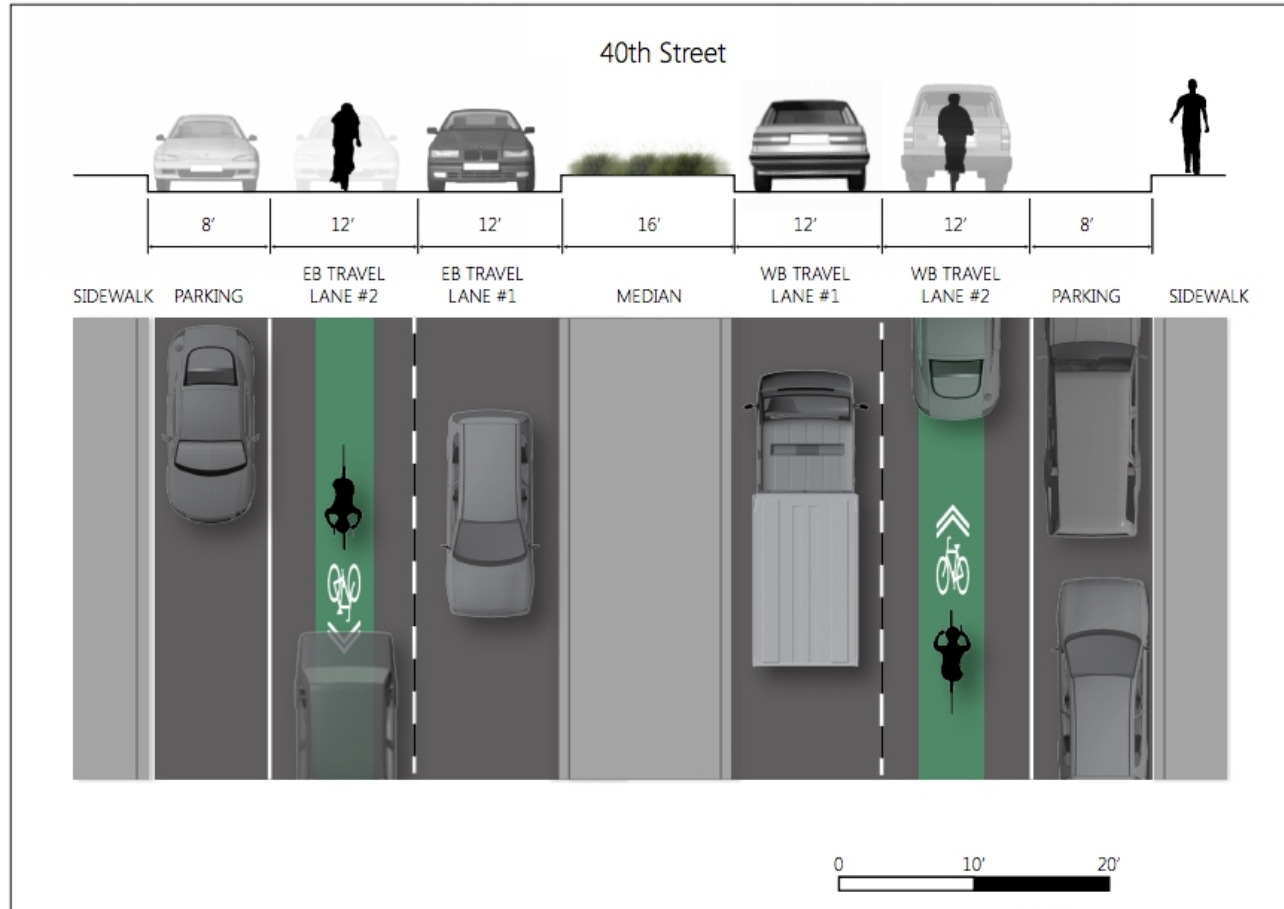 40th Street
8' 12' 12' 16' 12' 12' 8'
SIDEWALK PARKING EB TRAVEL LANE #2 EB TRAVEL LANE #1 MEDIAN WB TRAVEL LANE #1 WB TRAVEL LANE #2 PARKING SIDEWALK
0 10' 20'